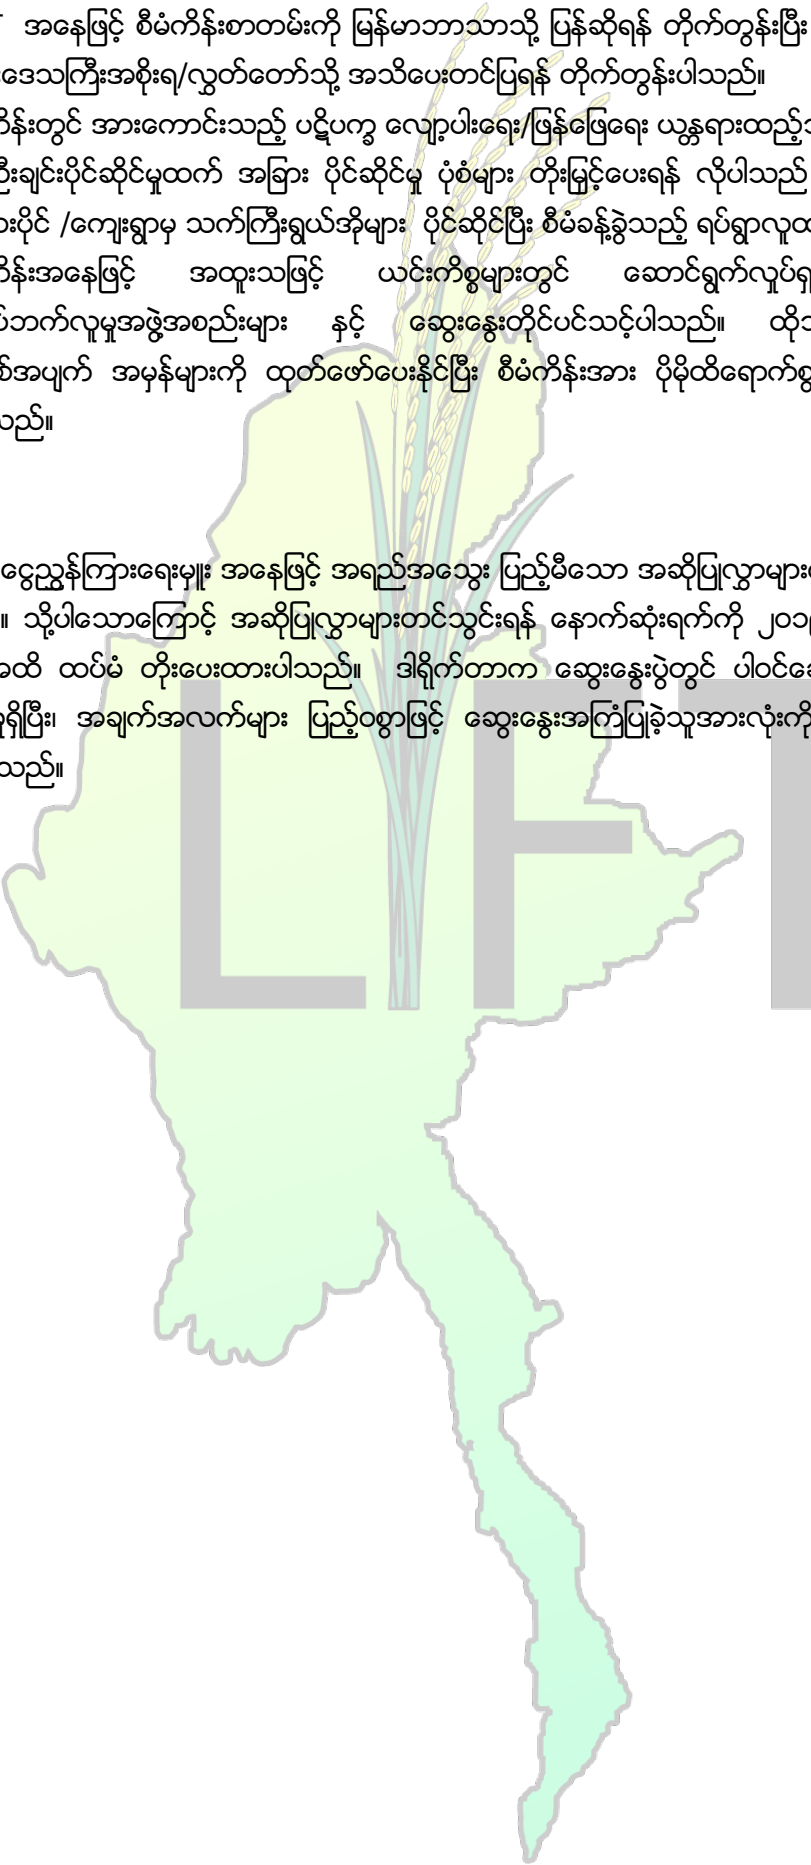 အနေဖြင့် စီမံကိန်းစာတမ်းကို မြန်မာဘာသာသို့ ပြန်ဆိုရန် တိုက်တွန်းပြီး
ဒေသကြီးအစိုးရ/လွှတ်တော်သို့ အသိပေးတင်ပြရန် တိုက်တွန်းပါသည်။
ကိန်းတွင် အားကောင်းသည့် ပဋိပက္ခ လျော့ပါးရေး/ဖြန်ဖြေရေး ယန္တရားထည့်
ဦးချင်းပိုင်ဆိုင်မှုထက် အခြား ပိုင်ဆိုင်မှု ပုံစံများ တိုးမြှင့်ပေးရန် လိုပါသည်
ပိုင် /ကျေးရွာမှ သက်ကြီးရွယ်အိုများ ပိုင်ဆိုင်ပြီး စီမံခန့်ခွဲသည့် ရပ်ရွာလူထ
ကိန်းအနေဖြင့် အထူးသဖြင့် ယင်းကိစ္စများတွင် ဆောင်ရွက်လှုပ်ရှ
ဘက်လူမှုအဖွဲ့အစည်းများ နှင့် ဆွေးနွေးတိုင်ပင်သင့်ပါသည်။
အပျက် အမှန်များကို ထုတ်ဖော်ပေးနိုင်ပြီး စီမံကိန်းအား ပိုမိုထိရောက်စွ
သည်။
ငွေညွှန်ကြားရေးမှူး အနေဖြင့် အရည်အသွေး ပြည့်မီသော အဆိုပြုလွှာများ
။ သို့ပါသောကြောင့် အဆိုပြုလွှာများတင်သွင်းရန် နောက်ဆုံးရက်ကို ၂၀၁
အထိ ထပ်မံ တိုးပေးထားပါသည်။ ဒါရိုက်တာက ဆွေးနွေးပွဲတွင် ပါဝင်ဆ
ရှိပြီး၊ အချက်အလက်များ ပြည့်ဝစွာဖြင့် ဆွေးနွေးအကြံပြုခဲ့သူအားလုံးကို
သည်။
LIFT